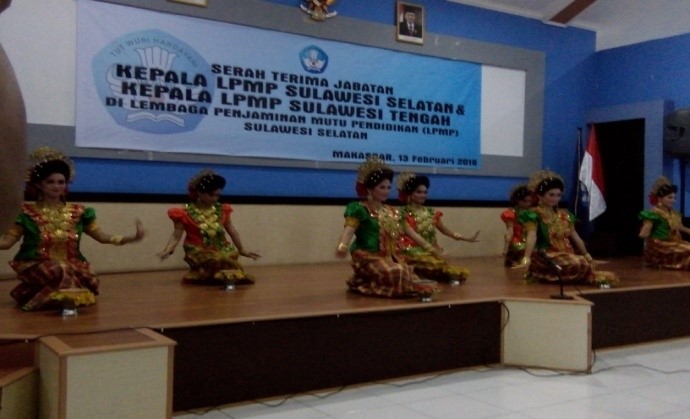 TUT WURI HANDAYANI
SERAH TERIMA JABATAN
KEPALA LPMP SULAWESI SELATAN &
KEPALA LPMP SULAWESI TENGAH
DI LEMBAGA PENJAMINAN MUTU PENDIDIKAN (LPMP)
SULAWESI SELATAN
MAKASSAR, 13 Februari 2018